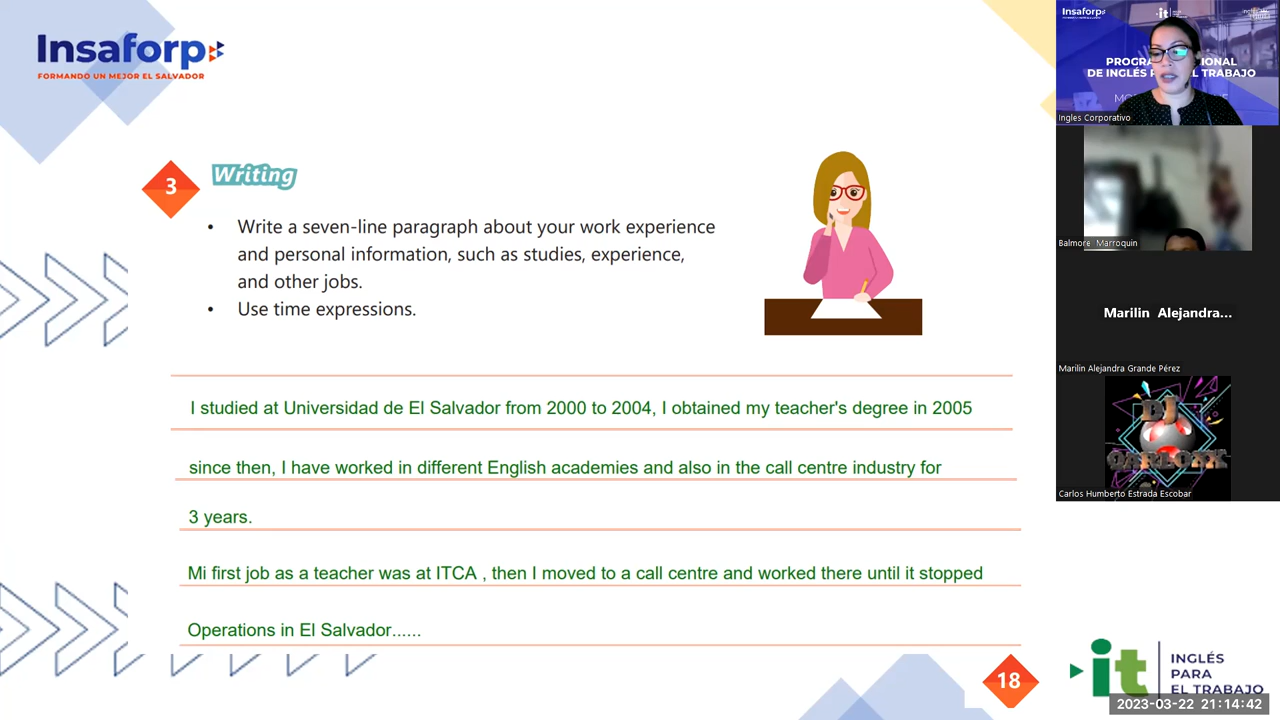 Insaforp
FORMANDO UN MEJOR EL SALVADOR
3
Writing
• Write a seven-line paragraph about your work experience
and personal information, such as studies, experience,
and other jobs.
• Use time expressions.
I studied at Universidad de El Salvador from 2000 to 2004, I obtained my teacher's degree in 2005
since then, I have worked in different English academies and also in the call centre industry for
3 years.
Mi first job as a teacher was at ITCA , then I moved to a call centre and worked there until it stopped
Operations in El Salvador......
18
Insaforp
it
DE INGLÉS
L TRABAJO
Ingles Corporativo
Balmore Marroquin
Marilin Alejandra...
Marilin Alejandra Grande Pérez
DJ
Carlos Humberto Estrada Escobar
it
INGLÉS
PARA
EL TRABAJO
2023-03-22 21:14:42